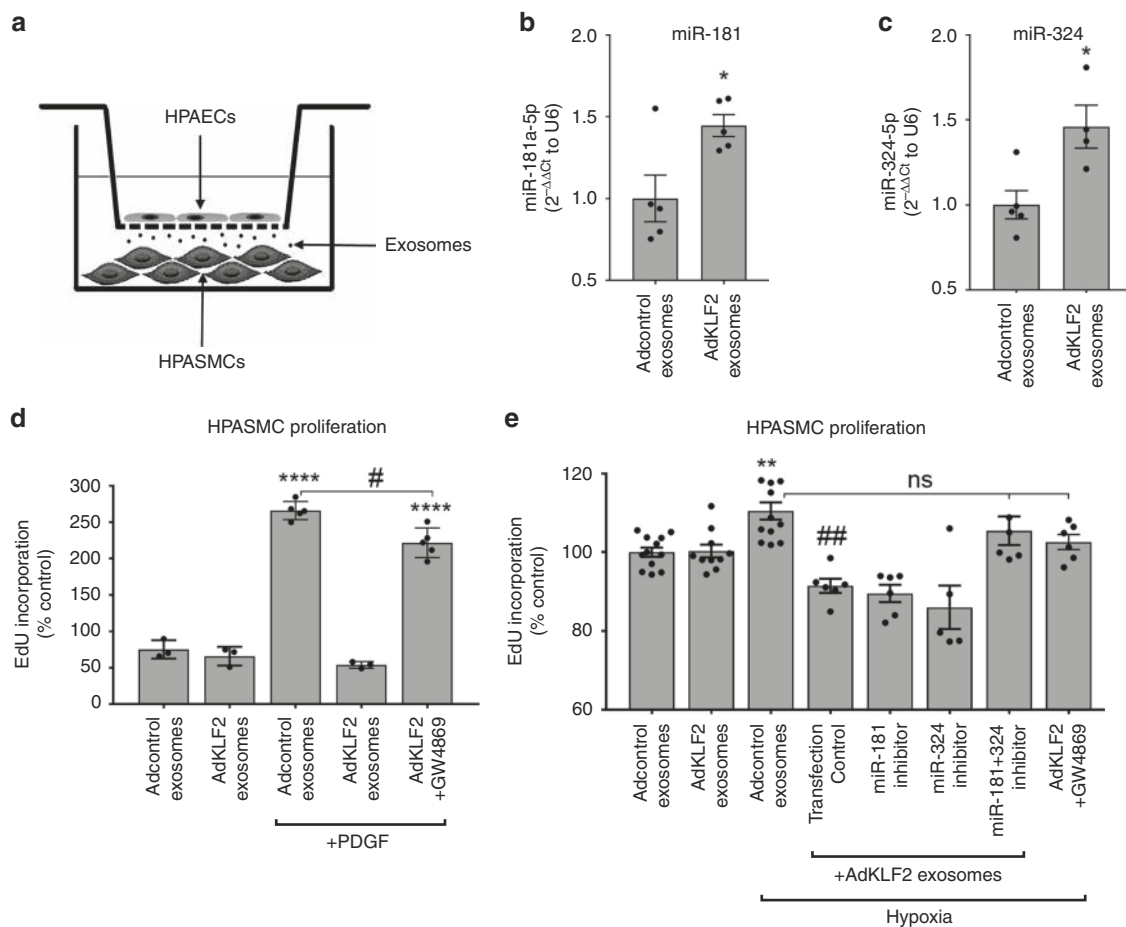 a
HPAECs
Exosomes
HPASMCs
b
miR-181
miR-181a-5p
(2–ΔΔCt to U6)
2.0
1.5
1.0
0.5
*
Adcontrol
exosomes
AdKLF2
exosomes
c
miR-324
miR-324-5p
(2–ΔΔCt to U6)
2.0
1.5
1.0
0.5
*
Adcontrol
exosomes
AdKLF2
exosomes
d
HPASMC proliferation
EdU incorporation
(% control)
300
250
200
150
100
50
0
****
#
****
Adcontrol
exosomes
AdKLF2
exosomes
Adcontrol
exosomes
AdKLF2
exosomes
AdKLF2
+GW4869
+PDGF
e
HPASMC proliferation
EdU incorporation
(% control)
120
100
80
60
**
##
ns
Adcontrol
exosomes
AdKLF2
exosomes
Adcontrol
exosomes
Transfection
Control
miR-181
inhibitor
miR-324
inhibitor
miR-181+324
inhibitor
AdKLF2
+GW4869
+AdKLF2 exosomes
Hypoxia